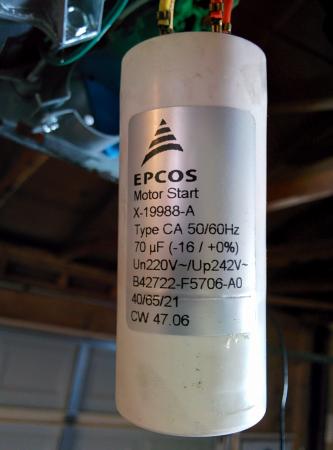 EPCOS
Motor Start
X-19988-A
Type CA 50/60Hz
70 µF (-16 / +0%)
Un220V~/Up242V~
B42722-F5706-A0
40/65/21
CW 47.06